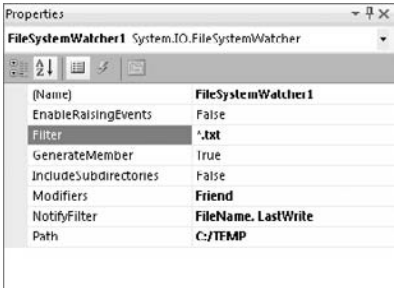 Properties
FileSystemWatcher1 System.IO.FileSystemWatcher
(Name) FileSystemWatcher1
EnableRaisingEvents False
Filter *.txt
GenerateMember True
IncludeSubdirectories False
Modifiers Friend
NotifyFilter FileName, LastWrite
Path C:/TEMP